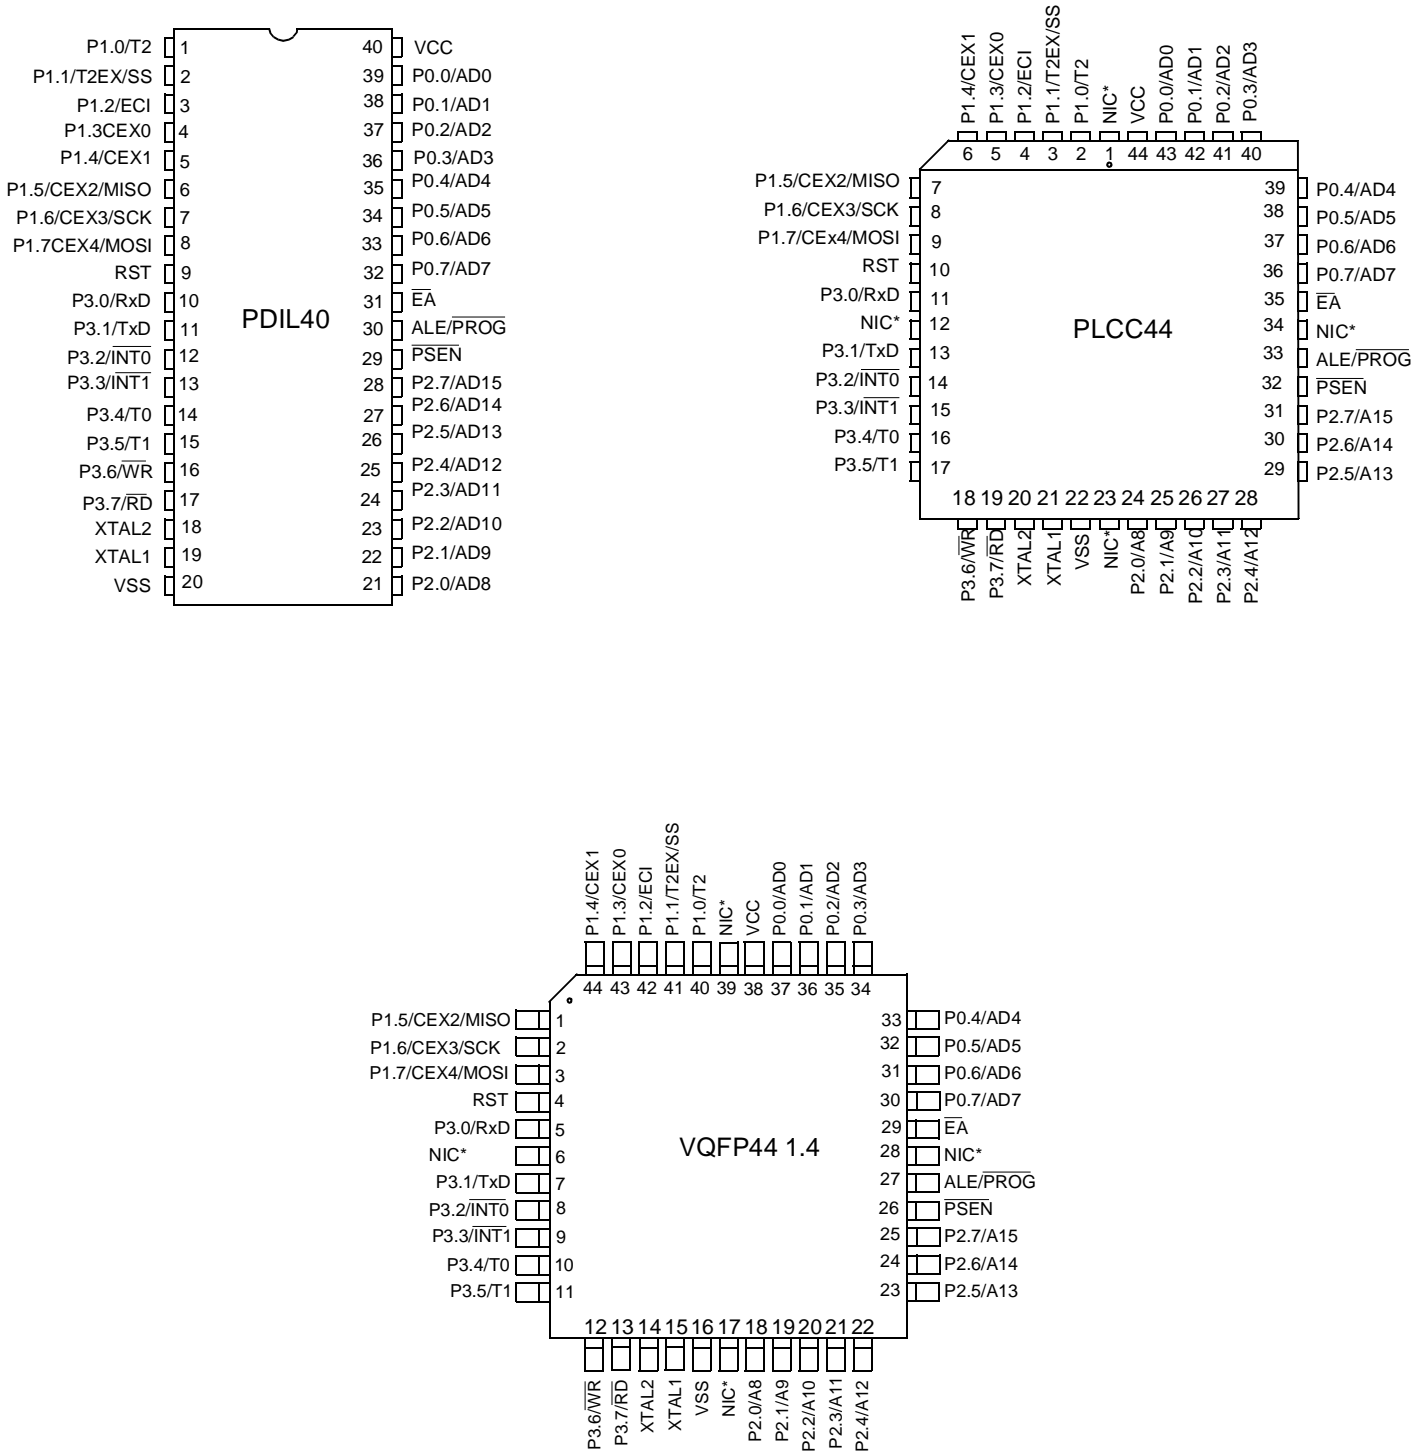 P1.0/T2 1 40 VCC
P1.1/T2EX/SS 2 39 P0.0/AD0
P1.2/ECI 3 38 P0.1/AD1
P1.3CEX0 4 37 P0.2/AD2
P1.4/CEX1 5 36 P0.3/AD3
P1.5/CEX2/MISO 6 35 P0.4/AD4
P1.6/CEX3/SCK 7 34 P0.5/AD5
P1.7CEX4/MOSI 8 33 P0.6/AD6
RST 9 32 P0.7/AD7
P3.0/RxD 10 31 EA
PDIL40
P3.1/TxD 11 30 ALE/PROG
P3.2/INT0 12 29 PSEN
P3.3/INT1 13 28 P2.7/AD15
P3.4/T0 14 27 P2.6/AD14
P3.5/T1 15 26 P2.5/AD13
P3.6/WR 16 25 P2.4/AD12
P3.7/RD 17 24 P2.3/AD11
XTAL2 18 23 P2.2/AD10
XTAL1 19 22 P2.1/AD9
VSS 20 21 P2.0/AD8
P1.4/CEX1
P1.3/CEX0
P1.2/ECI
P1.1/T2EX/SS
P1.0/T2
NIC*
VCC
P0.0/AD0
P0.1/AD1
P0.2/AD2
P0.3/AD3
6 5 4 3 2 1 44 43 42 41 40
P1.5/CEX2/MISO 7 39 P0.4/AD4
P1.6/CEX3/SCK 8 38 P0.5/AD5
P1.7/CEx4/MOSI 9 37 P0.6/AD6
RST 10 36 P0.7/AD7
P3.0/RxD 11 35 EA
NIC* 12 34 NIC*
PLCC44
P3.1/TxD 13 33 ALE/PROG
P3.2/INT0 14 32 PSEN
P3.3/INT1 15 31 P2.7/A15
P3.4/T0 16 30 P2.6/A14
P3.5/T1 17 29 P2.5/A13
18 19 20 21 22 23 24 25 26 27 28
P3.6/WR
P3.7/RD
XTAL2
XTAL1
VSS
NIC*
P2.0/A8
P2.1/A9
P2.2/A10
P2.3/A11
P2.4/A12
P1.4/CEX1
P1.3/CEX0
P1.2/ECI
P1.1/T2EX/SS
P1.0/T2
NIC*
VCC
P0.0/AD0
P0.1/AD1
P0.2/AD2
P0.3/AD3
44 43 42 41 40 39 38 37 36 35 34
P1.5/CEX2/MISO 1 33 P0.4/AD4
P1.6/CEX3/SCK 2 32 P0.5/AD5
P1.7/CEX4/MOSI 3 31 P0.6/AD6
RST 4 30 P0.7/AD7
P3.0/RxD 5 29 EA
NIC* 6 28 NIC*
VQFP44 1.4
P3.1/TxD 7 27 ALE/PROG
P3.2/INT0 8 26 PSEN
P3.3/INT1 9 25 P2.7/A15
P3.4/T0 10 24 P2.6/A14
P3.5/T1 11 23 P2.5/A13
12 13 14 15 16 17 18 19 20 21 22
P3.6/WR
P3.7/RD
XTAL2
XTAL1
VSS
NIC*
P2.0/A8
P2.1/A9
P2.2/A10
P2.3/A11
P2.4/A12